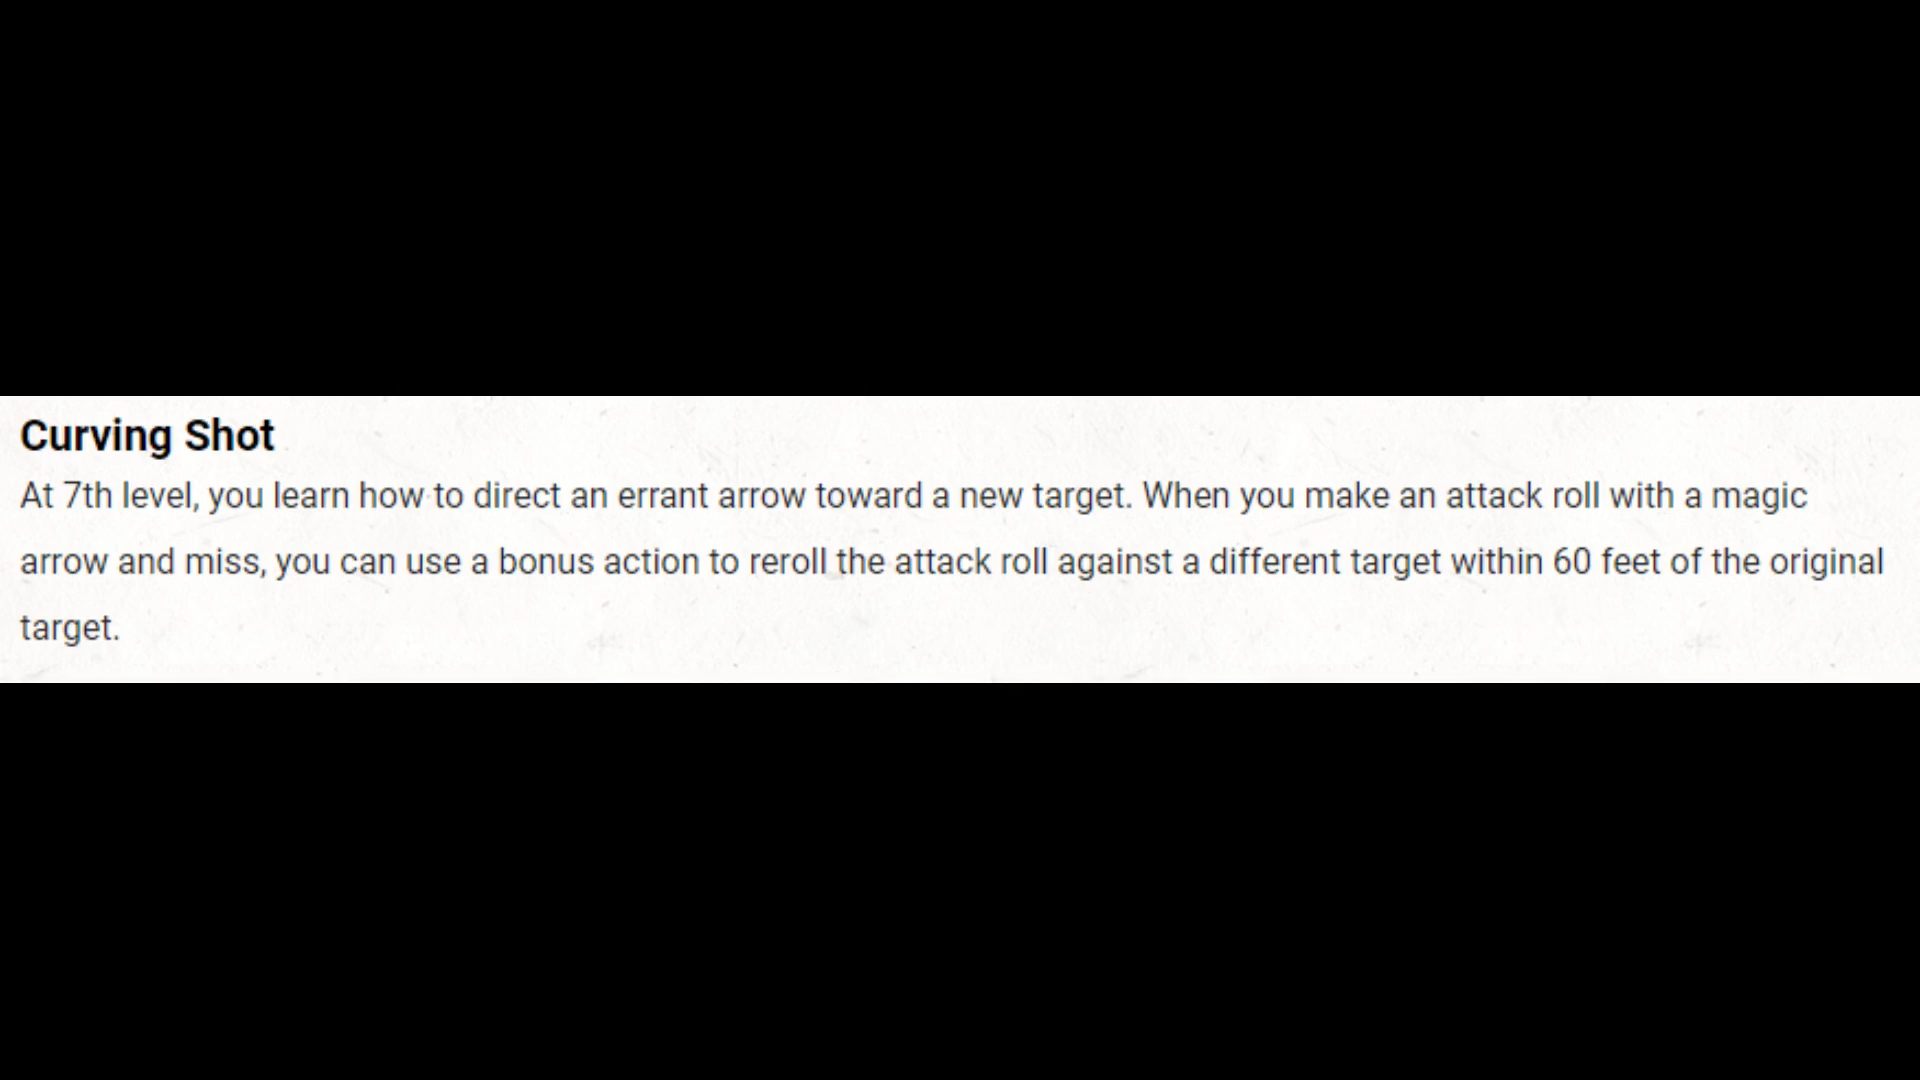 Curving Shot
At 7th level, you learn how to direct an errant arrow toward a new target. When you make an attack roll with a magic
arrow and miss, you can use a bonus action to reroll the attack roll against a different target within 60 feet of the original
target.